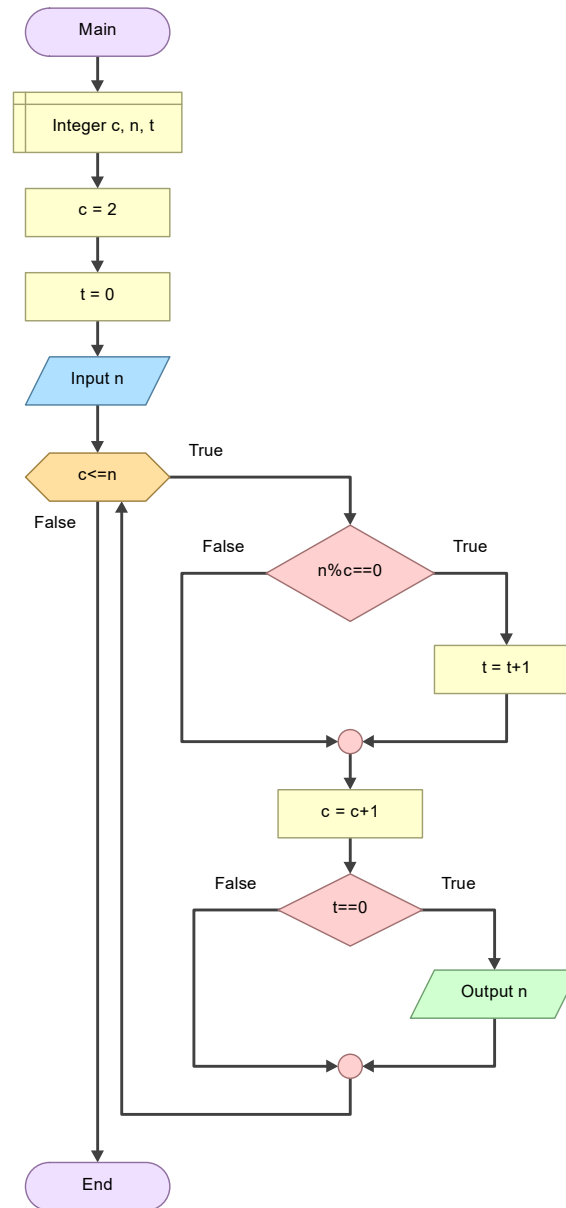 Main
Integer c, n, t
c = 2
t = 0
Input n
c<=n
True
False
n%c==0
False
True
t = t+1
c = c+1
t==0
False
True
Output n
End